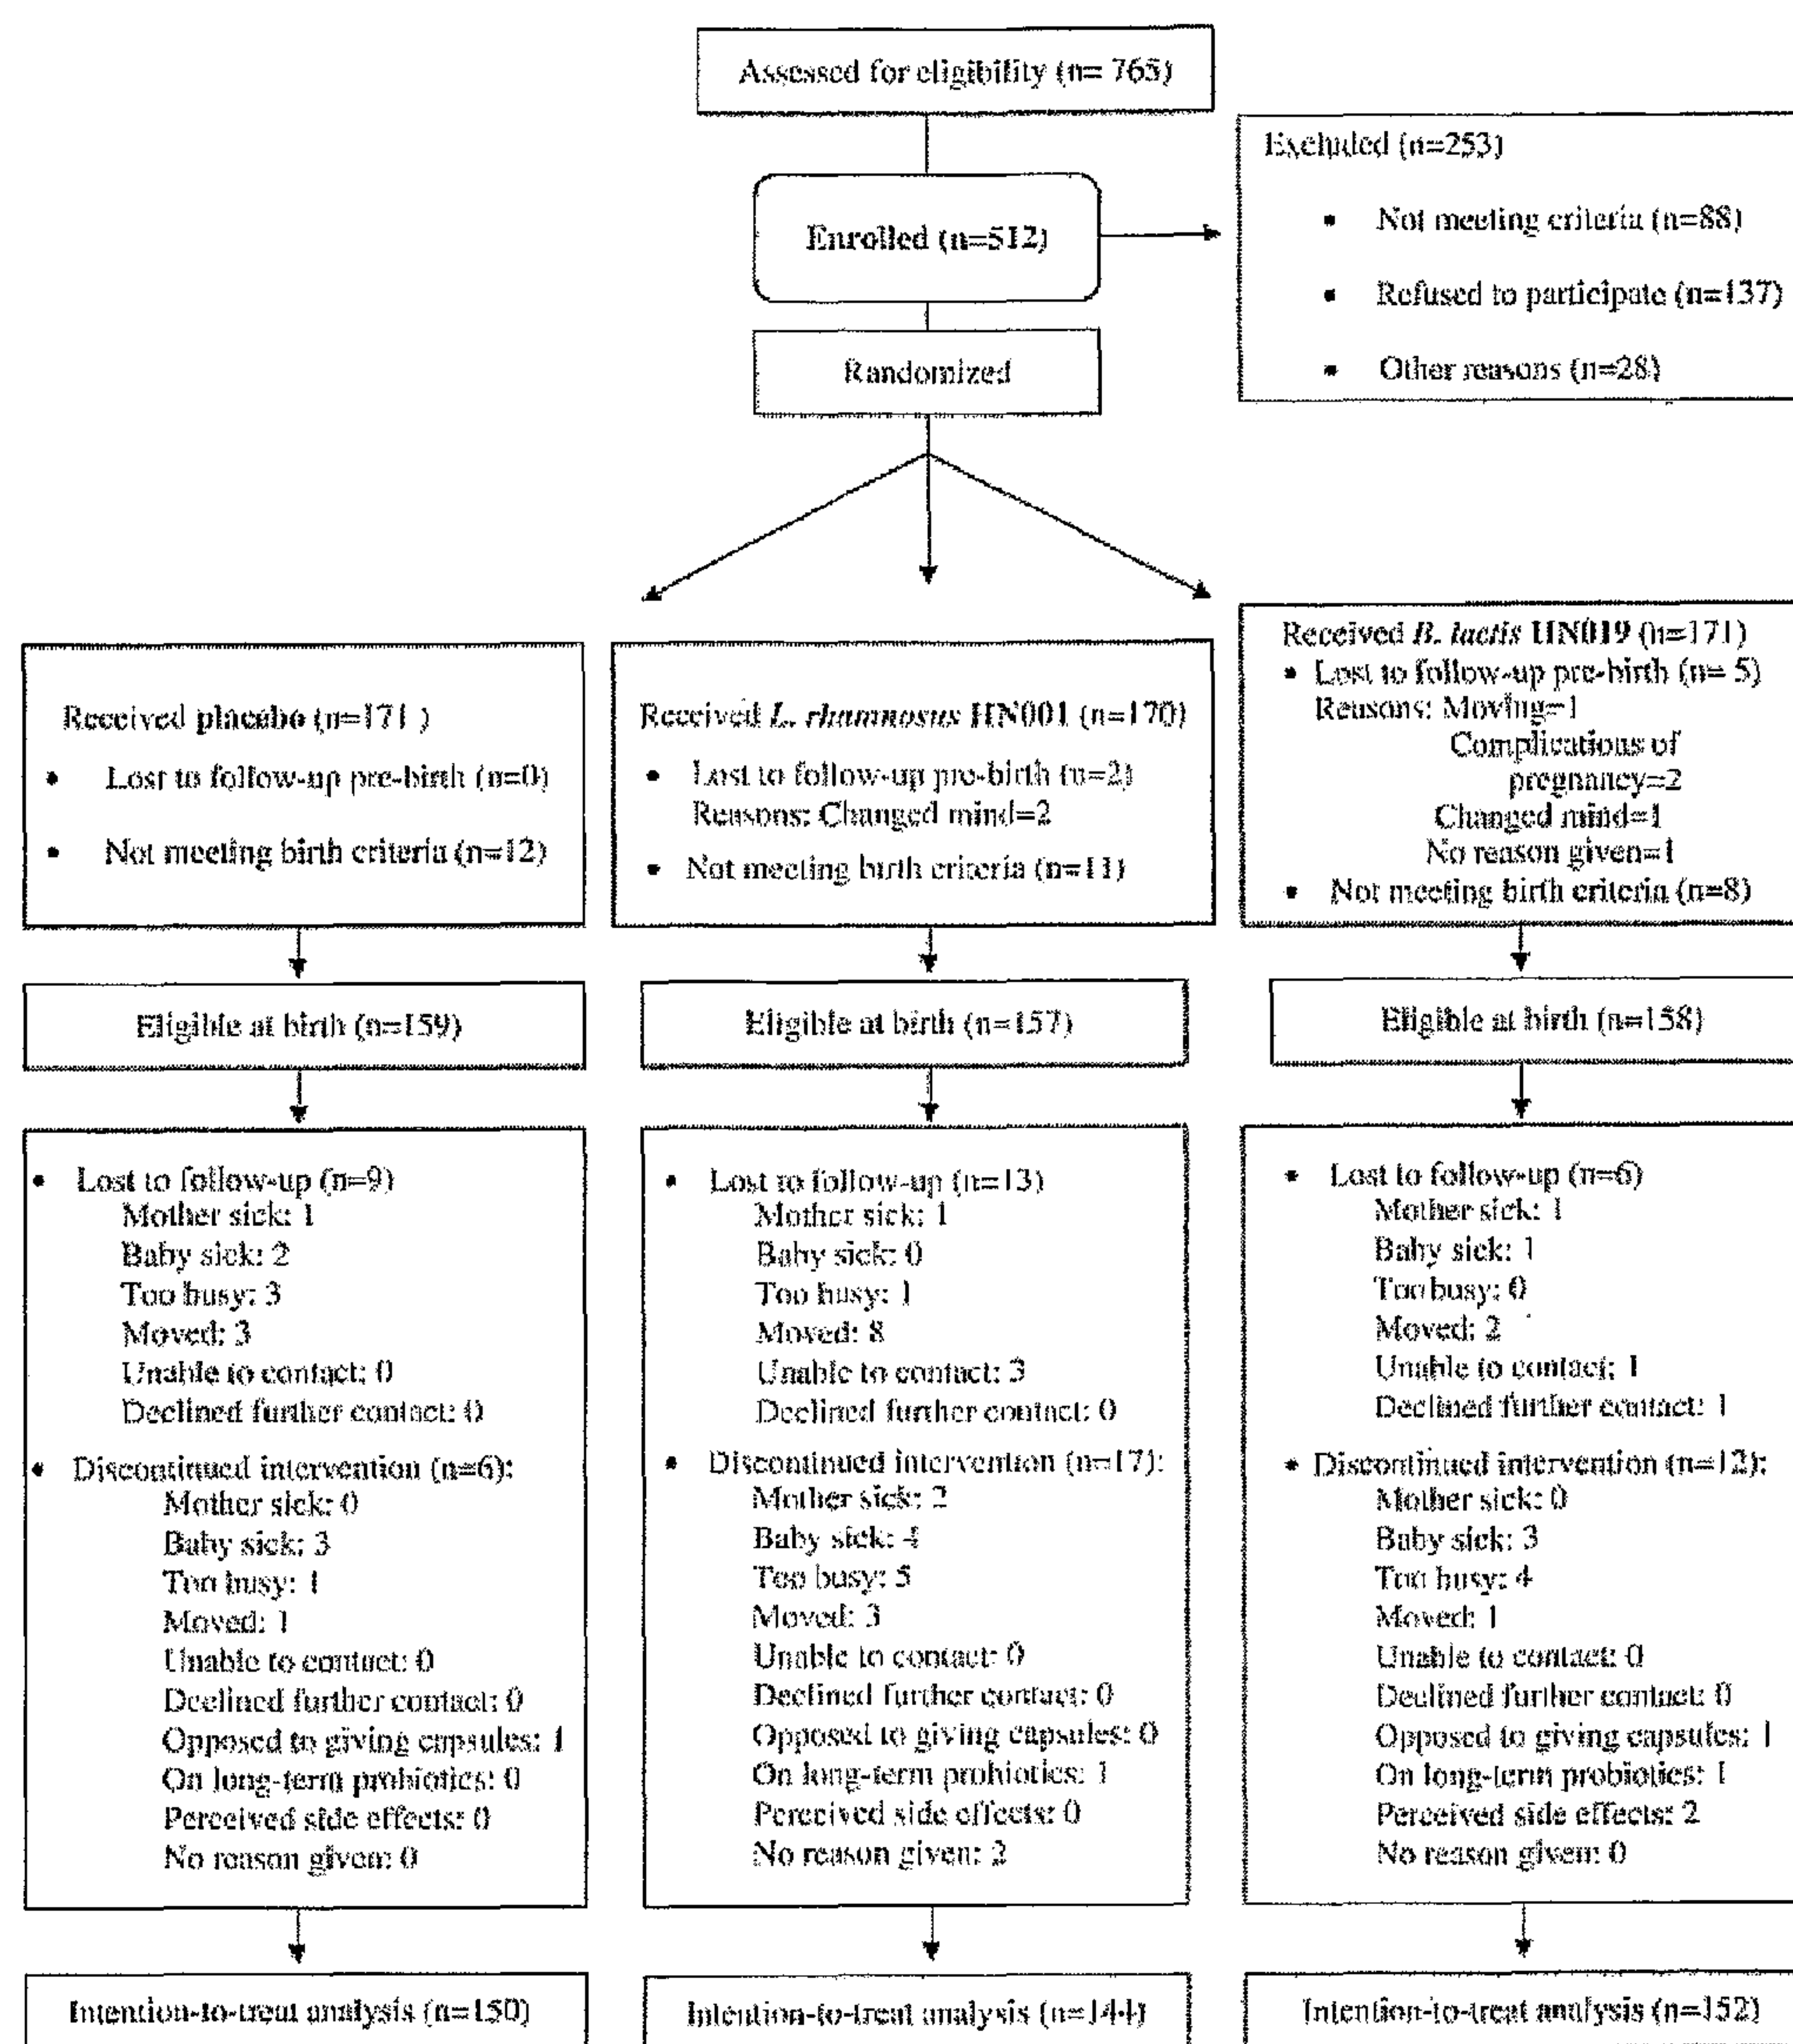 Assessed for eligibility (n= 765)
Excluded (n=253)
• Not meeting criteria (n=88)
• Refused to participate (n=137)
• Other reasons (n=28)
Enrolled (n=512)
Randomized
Received placebo (n=171 )
• Lost to follow-up pre-birth (n=0)
• Not meeting birth criteria (n=12)
Received L. rhamnosus HN001 (n=170)
• Lost to follow-up pre-birth (n=2)
Reasons: Changed mind=2
• Not meeting birth criteria (n=11)
Received B. lactis HN019 (n=171)
• Lost to follow-up pre-birth (n= 5)
Reasons: Moving=1
Complications of
pregnancy=2
Changed mind=1
No reason given=1
• Not meeting birth criteria (n=8)
Eligible at birth (n=159)
Eligible at birth (n=157)
Eligible at birth (n=158)
• Lost to follow-up (n=9)
Mother sick: 1
Baby sick: 2
Too busy: 3
Moved: 3
Unable to contact: 0
Declined further contact: 0
• Discontinued intervention (n=6):
Mother sick: 0
Baby sick: 3
Too busy: 1
Moved: 1
Unable to contact: 0
Declined further contact: 0
Opposed to giving capsules: 1
On long-term probiotics: 0
Perceived side effects: 0
No reason given: 0
• Lost to follow-up (n=13)
Mother sick: 1
Baby sick: 0
Too busy: 1
Moved: 8
Unable to contact: 3
Declined further contact: 0
• Discontinued intervention (n=17):
Mother sick: 2
Baby sick: 4
Too busy: 5
Moved: 3
Unable to contact: 0
Declined further contact: 0
Opposed to giving capsules: 0
On long-term probiotics: 1
Perceived side effects: 0
No reason given: 2
• Lost to follow-up (n=6)
Mother sick: 1
Baby sick: 1
Too busy: 0
Moved: 2
Unable to contact: 1
Declined further contact: 1
• Discontinued intervention (n=12):
Mother sick: 0
Baby sick: 3
Too busy: 4
Moved: 1
Unable to contact: 0
Declined further contact: 0
Opposed to giving capsules: 1
On long-term probiotics: 1
Perceived side effects: 2
No reason given: 0
Intention-to-treat analysis (n=150)
Intention-to-treat analysis (n=144)
Intention-to-treat analysis (n=152)